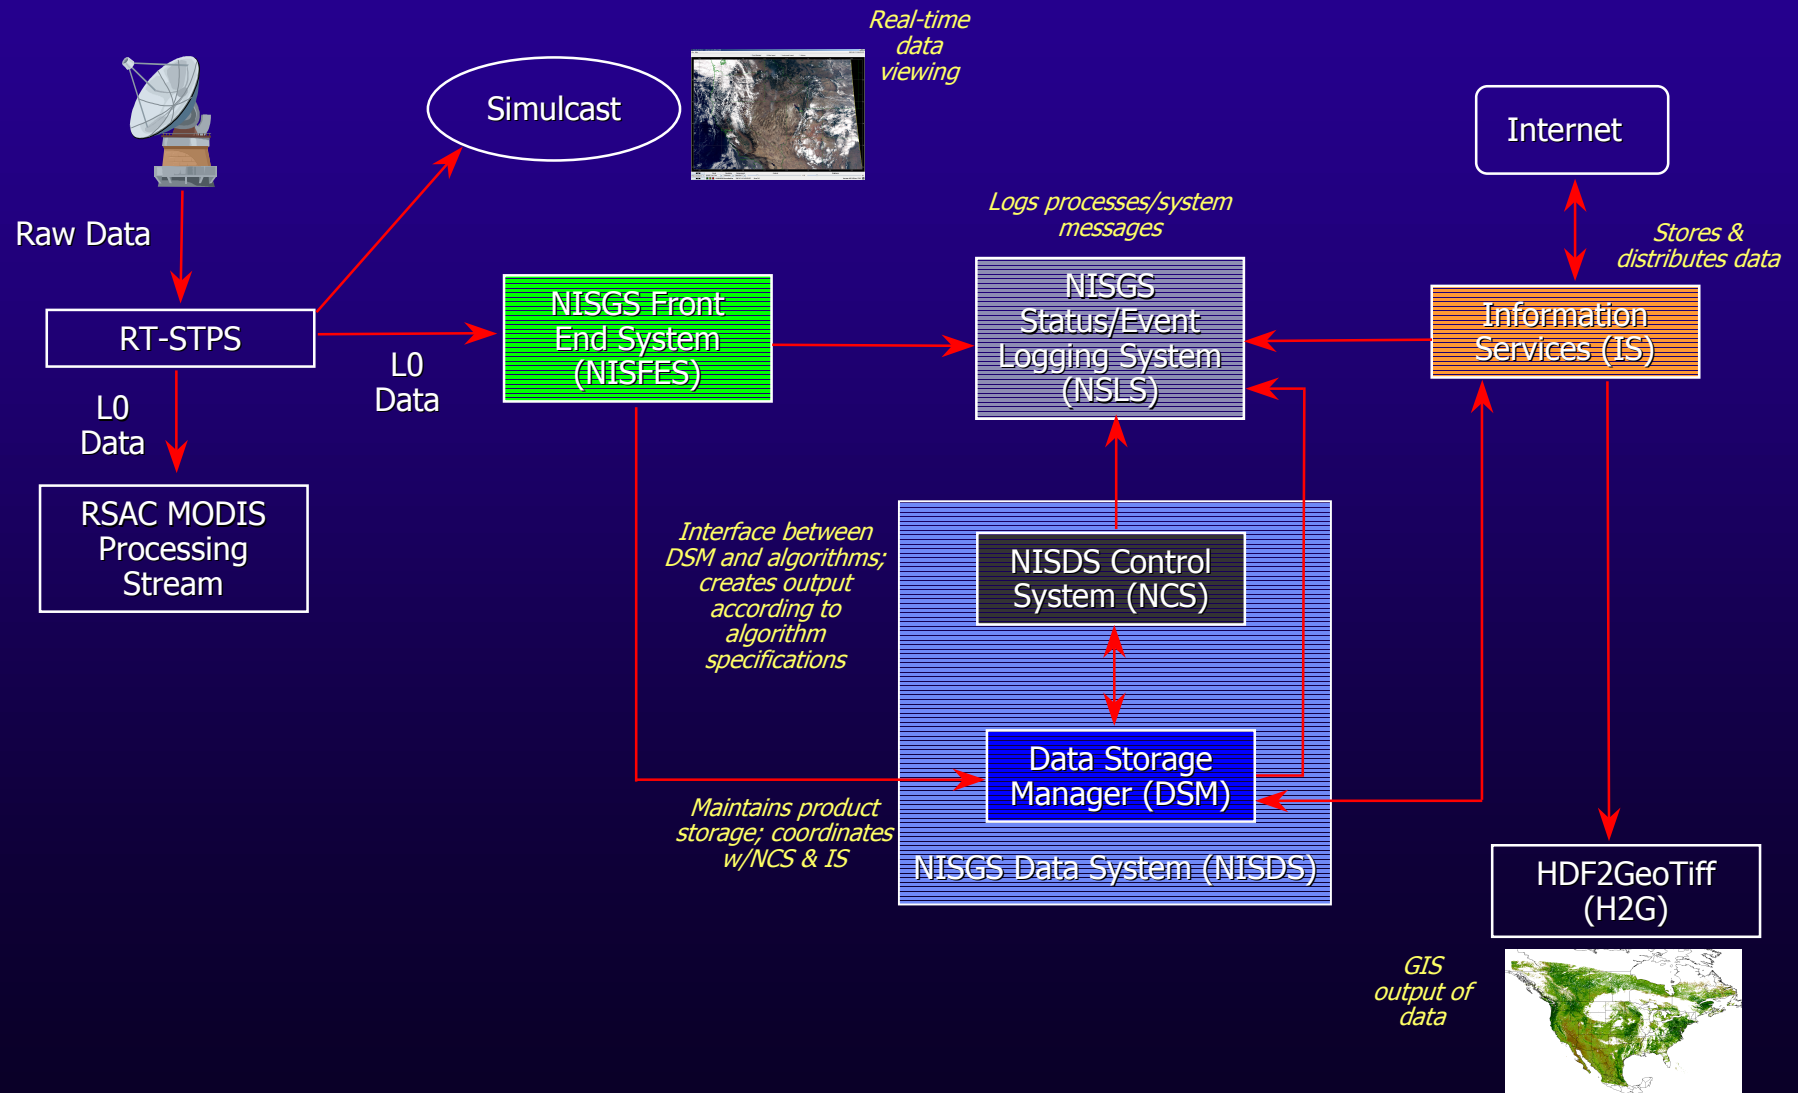 Real-time
data
viewing
Simulcast
Internet
Raw Data
Logs processes/system
messages
Stores &
distributes data
RT-STPS
NISGS Front
End System
(NISFES)
NISGS
Status/Event
Logging System
(NSLS)
Information
Services (IS)
L0
Data
L0
Data
RSAC MODIS
Processing
Stream
Interface between
DSM and algorithms;
creates output
according to
algorithm
specifications
NISDS Control
System (NCS)
Data Storage
Manager (DSM)
Maintains product
storage; coordinates
w/NCS & IS
NISGS Data System (NISDS)
HDF2GeoTiff
(H2G)
GIS
output of
data